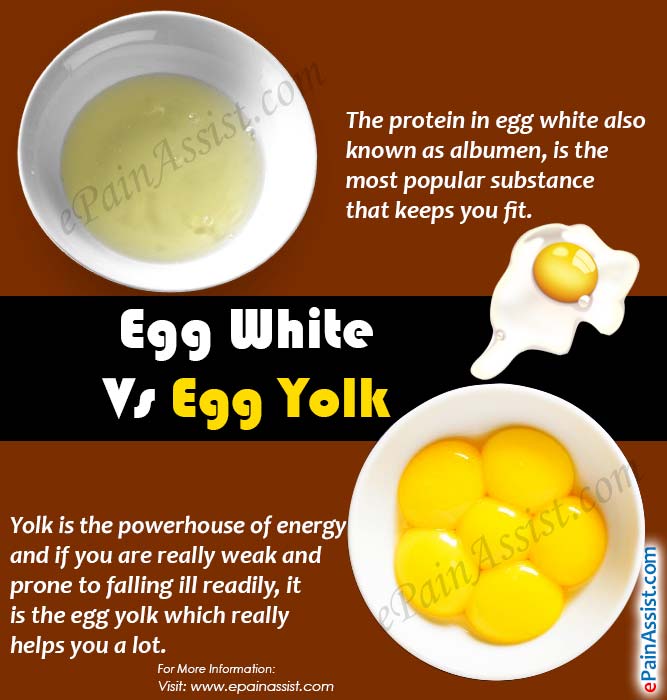 ePainAssist.com
The protein in egg white also
known as albumen, is the
most popular substance
that keeps you fit.
Egg White
Vs Egg Yolk
Yolk is the powerhouse of energy
and if you are really weak and
prone to falling ill readily, it
is the egg yolk which really
helps you a lot.
ePainAssist.com
For More Information:
Visit: www.epainassist.com
ePainAssist.com